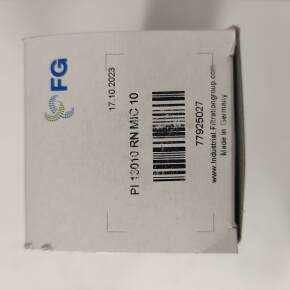 FG
17.10.2023
PI 13010 RN MIC 10
77925027
www.Industrial.Filtrationgroup.com
Made in Germany